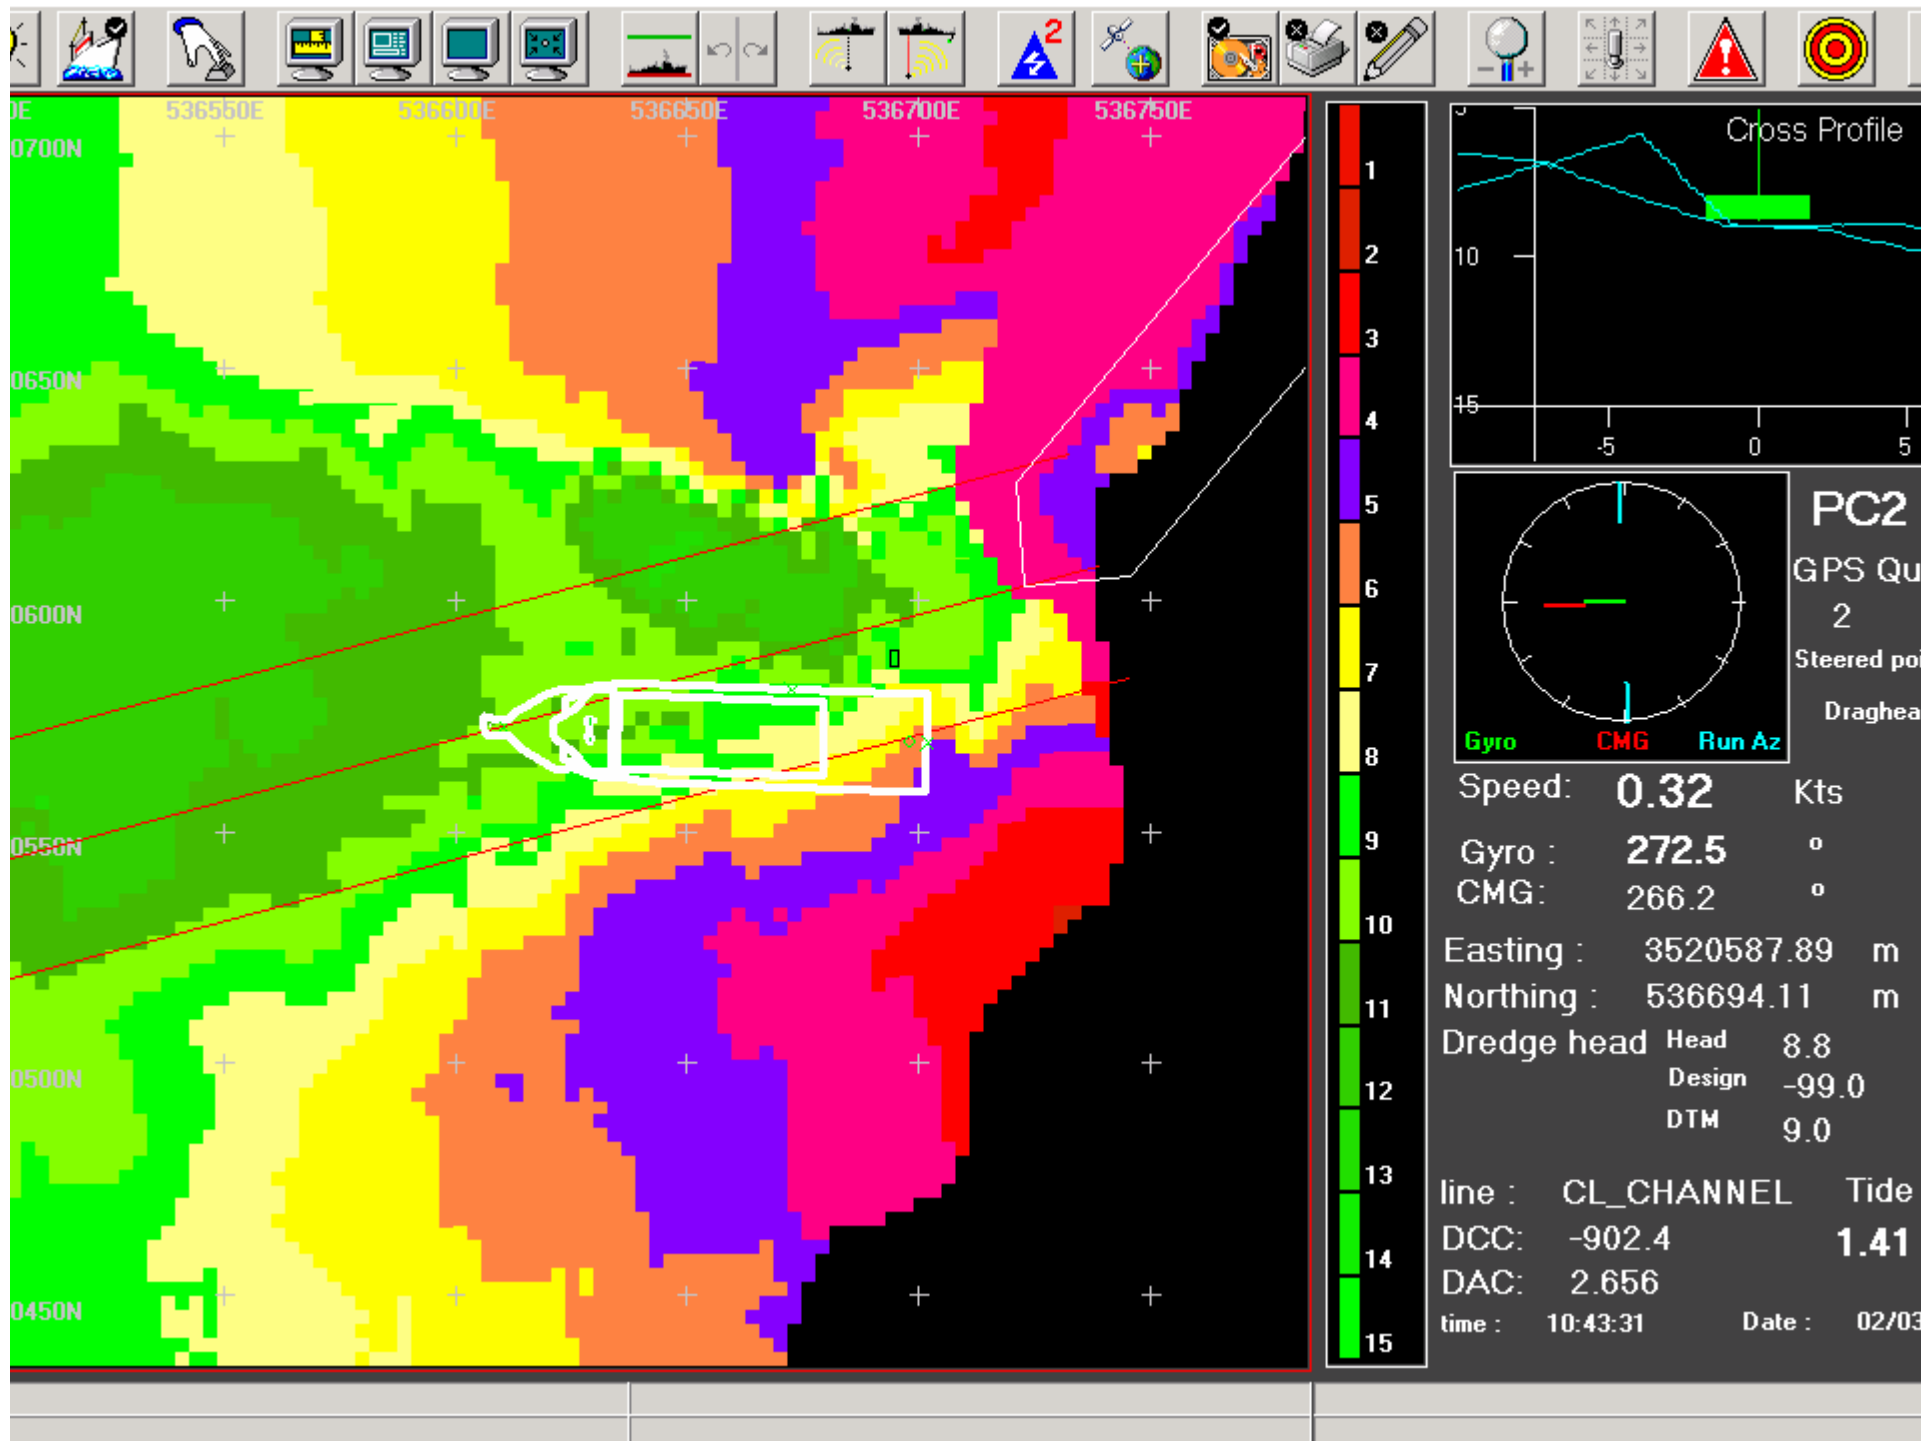 2
0E 536550E 536600E 536650E 536700E 536750E
0700N
0650N
0600N
0550N
0500N
0450N
1
2
3
4
5
6
7
8
9
10
11
12
13
14
15
Cross Profile
5
10
15
-5 0 5
Gyro CMG Run Az
PC2
GPS Qu
2
Steered poi
Draghea
Speed: 0.32 Kts
Gyro : 272.5 °
CMG: 266.2 °
Easting : 3520587.89 m
Northing : 536694.11 m
Dredge head Head 8.8
Design -99.0
DTM 9.0
line : CL_CHANNEL Tide
DCC: -902.4 1.41
DAC: 2.656
time : 10:43:31 Date : 02/03